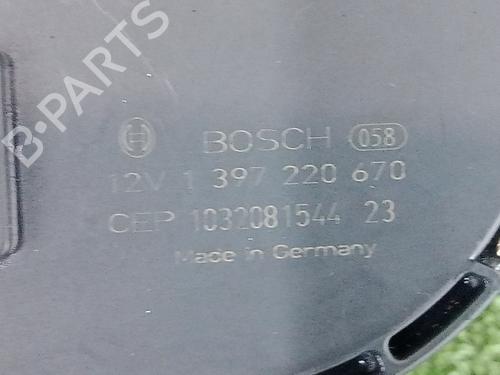 B-PARTS
BOSCH 058
12V 1 397 220 670
CEP 1032081544 23
Made in Germany